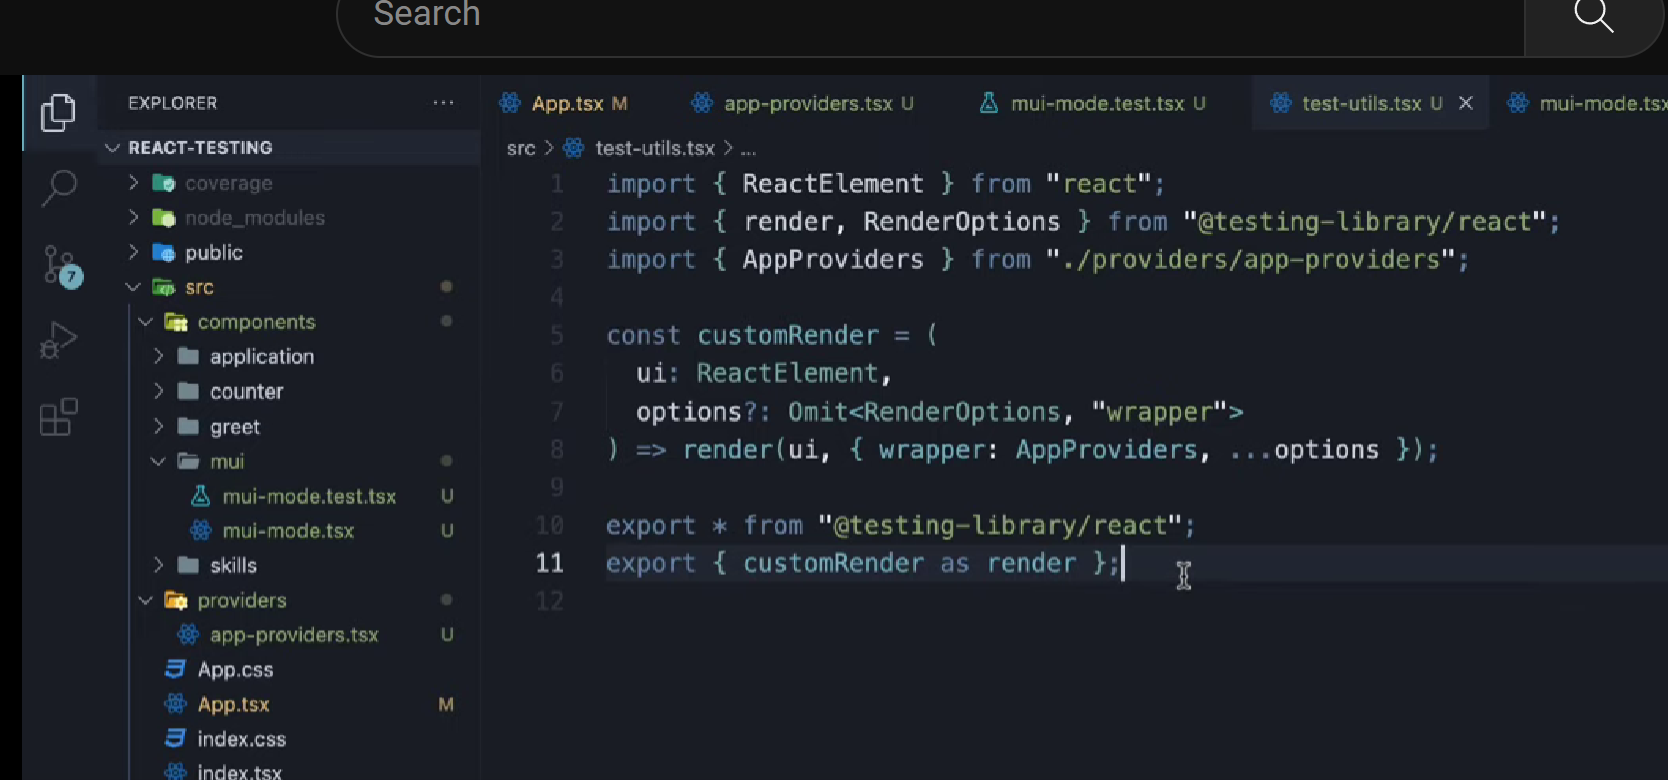 Search
EXPLORER ...
App.tsx M
app-providers.tsx U
mui-mode.test.tsx U
test-utils.tsx U
mui-mode.tsx
REACT-TESTING
src > test-utils.tsx > ...
coverage
node_modules
public
7
src
components
application
counter
greet
mui
mui-mode.test.tsx U
mui-mode.tsx U
skills
providers
app-providers.tsx U
App.css
App.tsx M
index.css
index.tsx
1 import { ReactElement } from "react";
2 import { render, RenderOptions } from "@testing-library/react";
3 import { AppProviders } from "./providers/app-providers";
4
5 const customRender = (
6 ui: ReactElement,
7 options?: Omit<RenderOptions, "wrapper">
8 ) => render(ui, { wrapper: AppProviders, ...options });
9
10 export * from "@testing-library/react";
11 export { customRender as render };
12